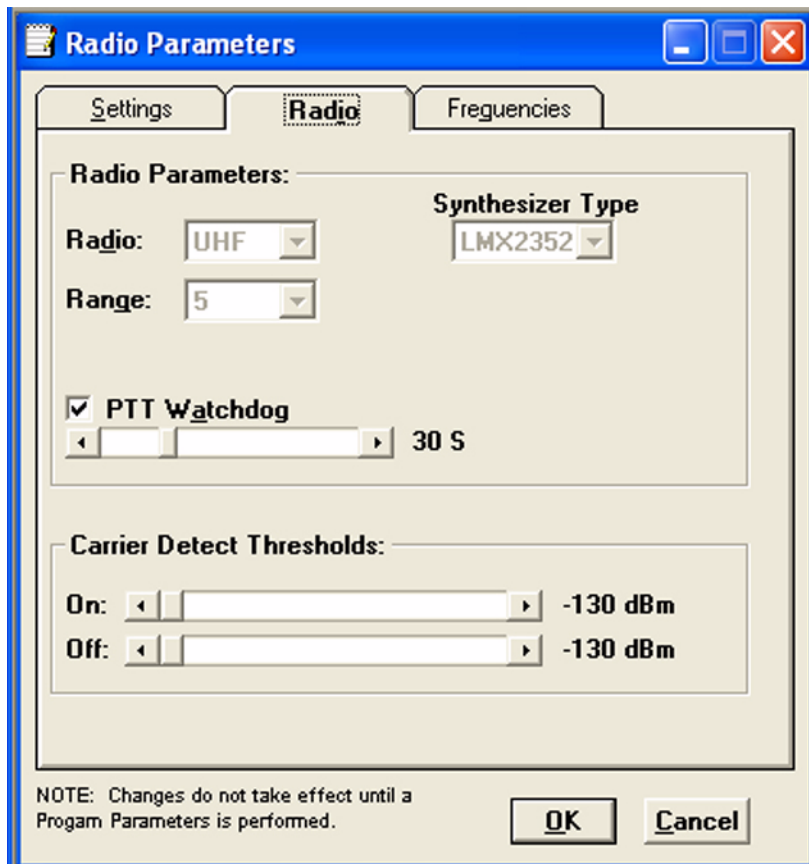 Radio Parameters
Settings
Radio
Freguencies
Radio Parameters:
Synthesizer Type
Radio: UHF
LMX2352
Range: 5
PTT Watchdog
30 S
Carrier Detect Thresholds:
On: -130 dBm
Off: -130 dBm
NOTE: Changes do not take effect until a
Progam Parameters is performed.
OK
Cancel